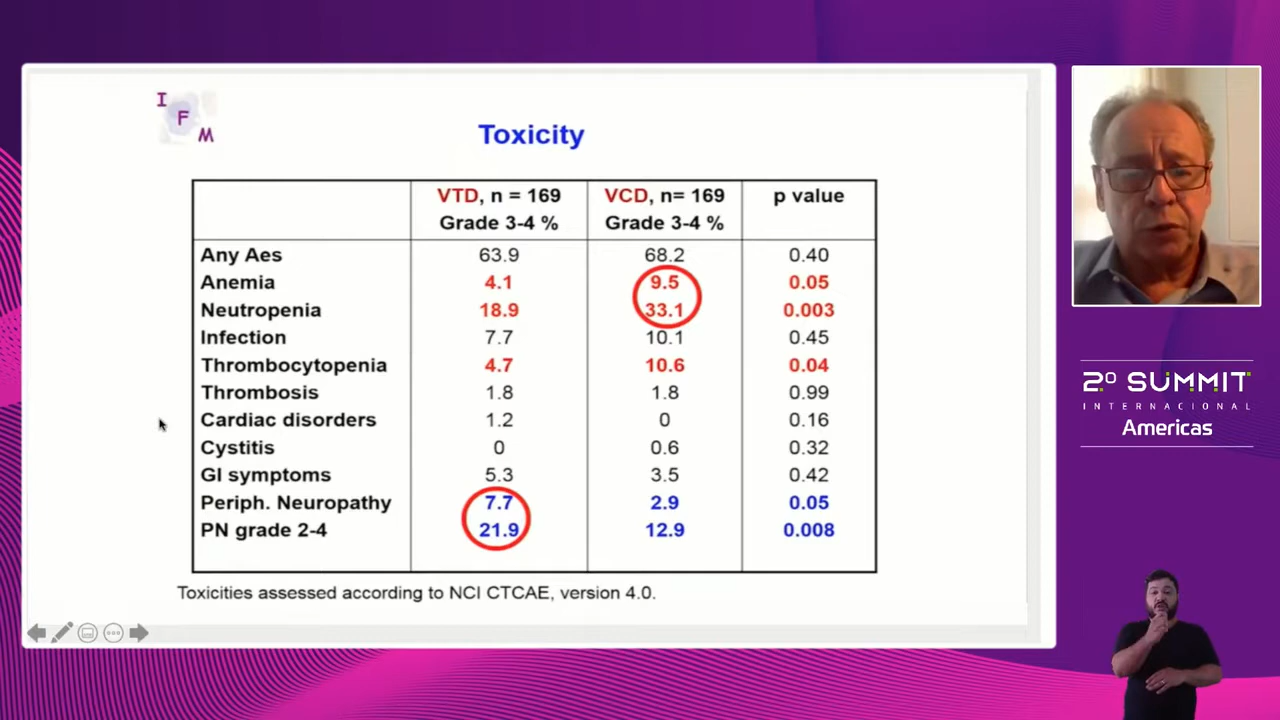 I
F
M
Toxicity
VTD, n = 169 VCD, n= 169 p value
Grade 3-4 % Grade 3-4 %
Any Aes 63.9 68.2 0.40
Anemia 4.1 9.5 0.05
Neutropenia 18.9 33.1 0.003
Infection 7.7 10.1 0.45
Thrombocytopenia 4.7 10.6 0.04
Thrombosis 1.8 1.8 0.99
Cardiac disorders 1.2 0 0.16
Cystitis 0 0.6 0.32
GI symptoms 5.3 3.5 0.42
Periph. Neuropathy 7.7 2.9 0.05
PN grade 2-4 21.9 12.9 0.008
Toxicities assessed according to NCI CTCAE, version 4.0.
2º SUMMIT
INTERNACIONAL
Americas